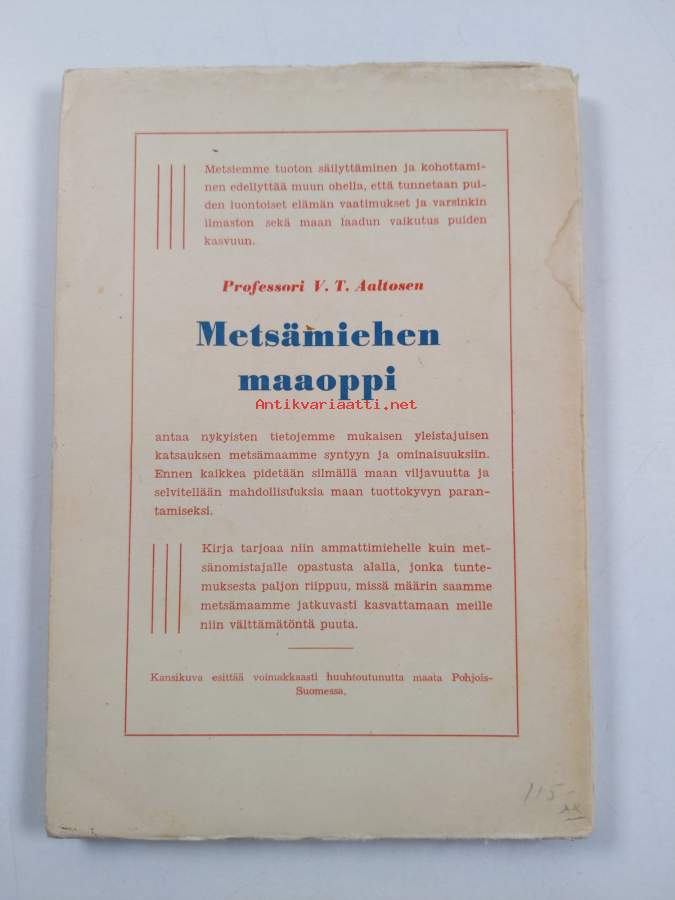 Metsiemme tuoton säilyttäminen ja kohottami-
nen edellyttää muun ohella, että tunnetaan pui-
den luontoiset elämän vaatimukset ja varsinkin
ilmaston sekä maan laadun vaikutus puiden
kasvuun.
Professori V. T. Aaltosen
Metsämiehen
maaoppi
Antikvariaatti.net
antaa nykyisten tietojemme mukaisen yleistajuisen
katsauksen metsämaamme syntyyn ja ominaisuuksiin.
Ennen kaikkea pidetään silmällä maan viljavuutta ja
selvitellään mahdollisuuksia maan tuottokyvyn paran-
tamiseksi.
Kirja tarjoaa niin ammattimiehelle kuin met-
sänomistajalle opastusta alalla, jonka tunte-
muksesta paljon riippuu, missä määrin saamme
metsämaamme jatkuvasti kasvattamaan meille
niin välttämätöntä puuta.
Kansikuva esittää voimakkaasti huuhtoutunutta maata Pohjois-
Suomessa.
115-